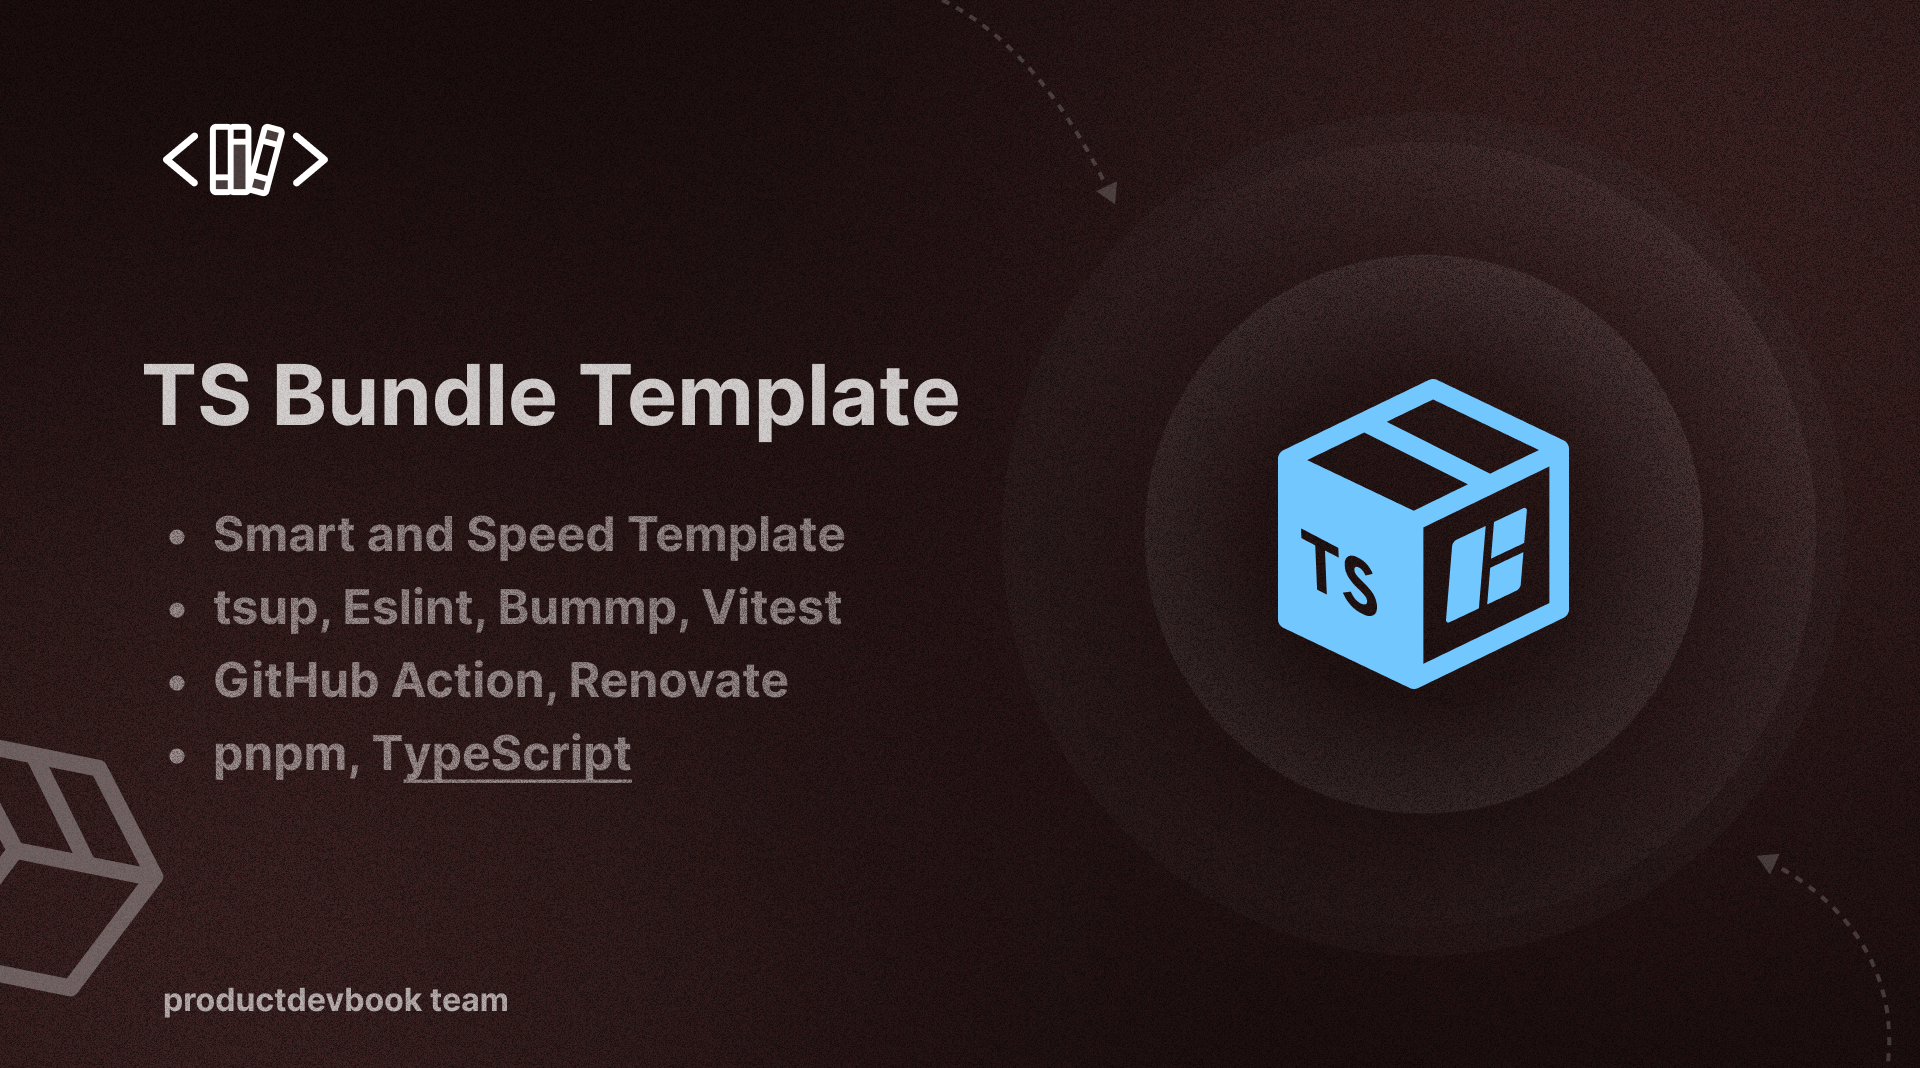 TS Bundle Template
• Smart and Speed Template
• tsup, Eslint, Bummp, Vitest
• GitHub Action, Renovate
• pnpm, TypeScript
TS
productdevbook team